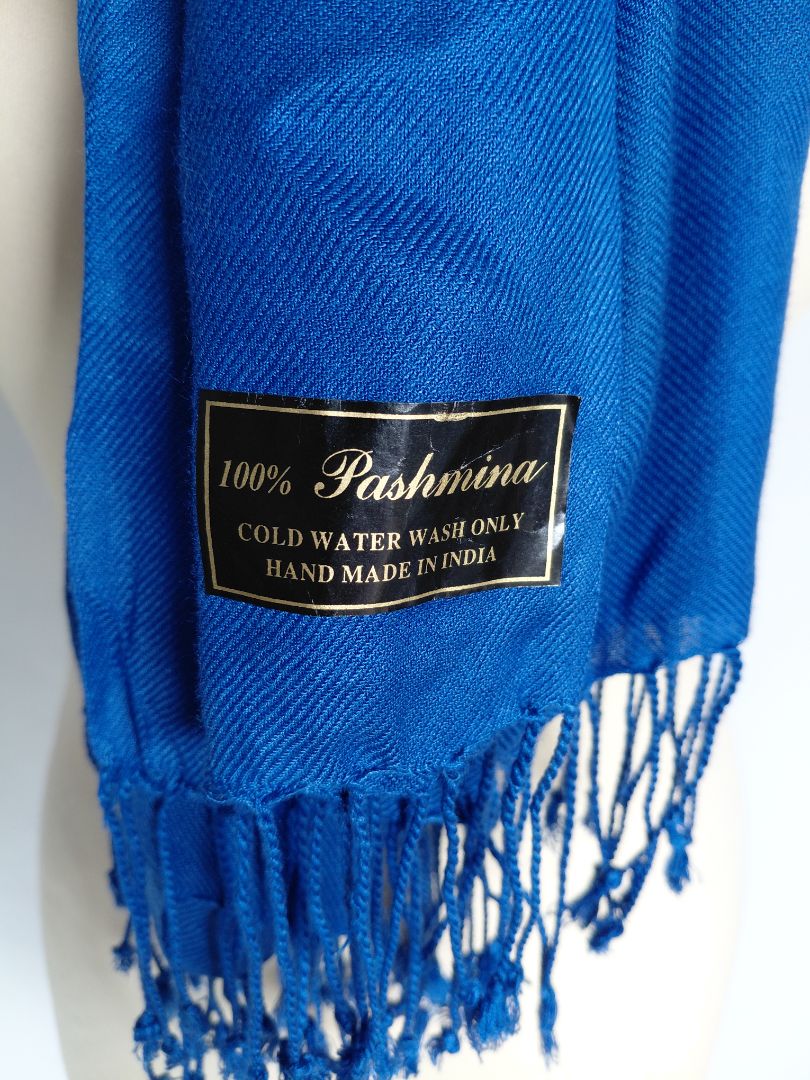 100% Pashmina
COLD WATER WASH ONLY
HAND MADE IN INDIA